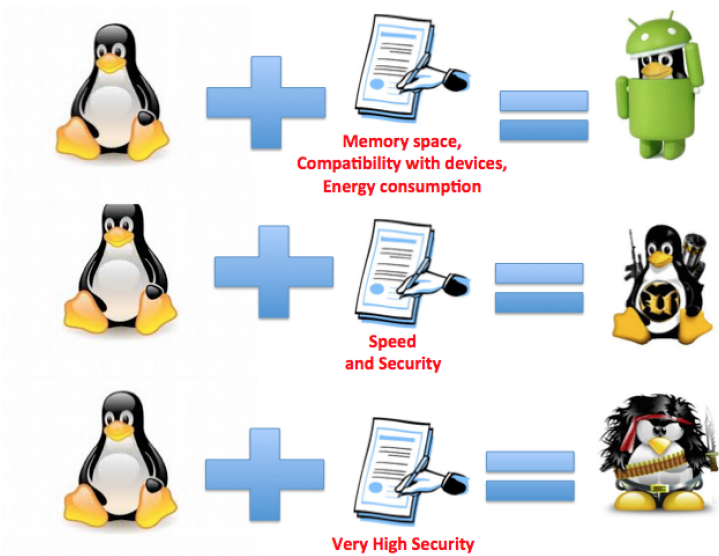 Memory space,
Compatibility with devices,
Energy consumption
Speed
and Security
Very High Security